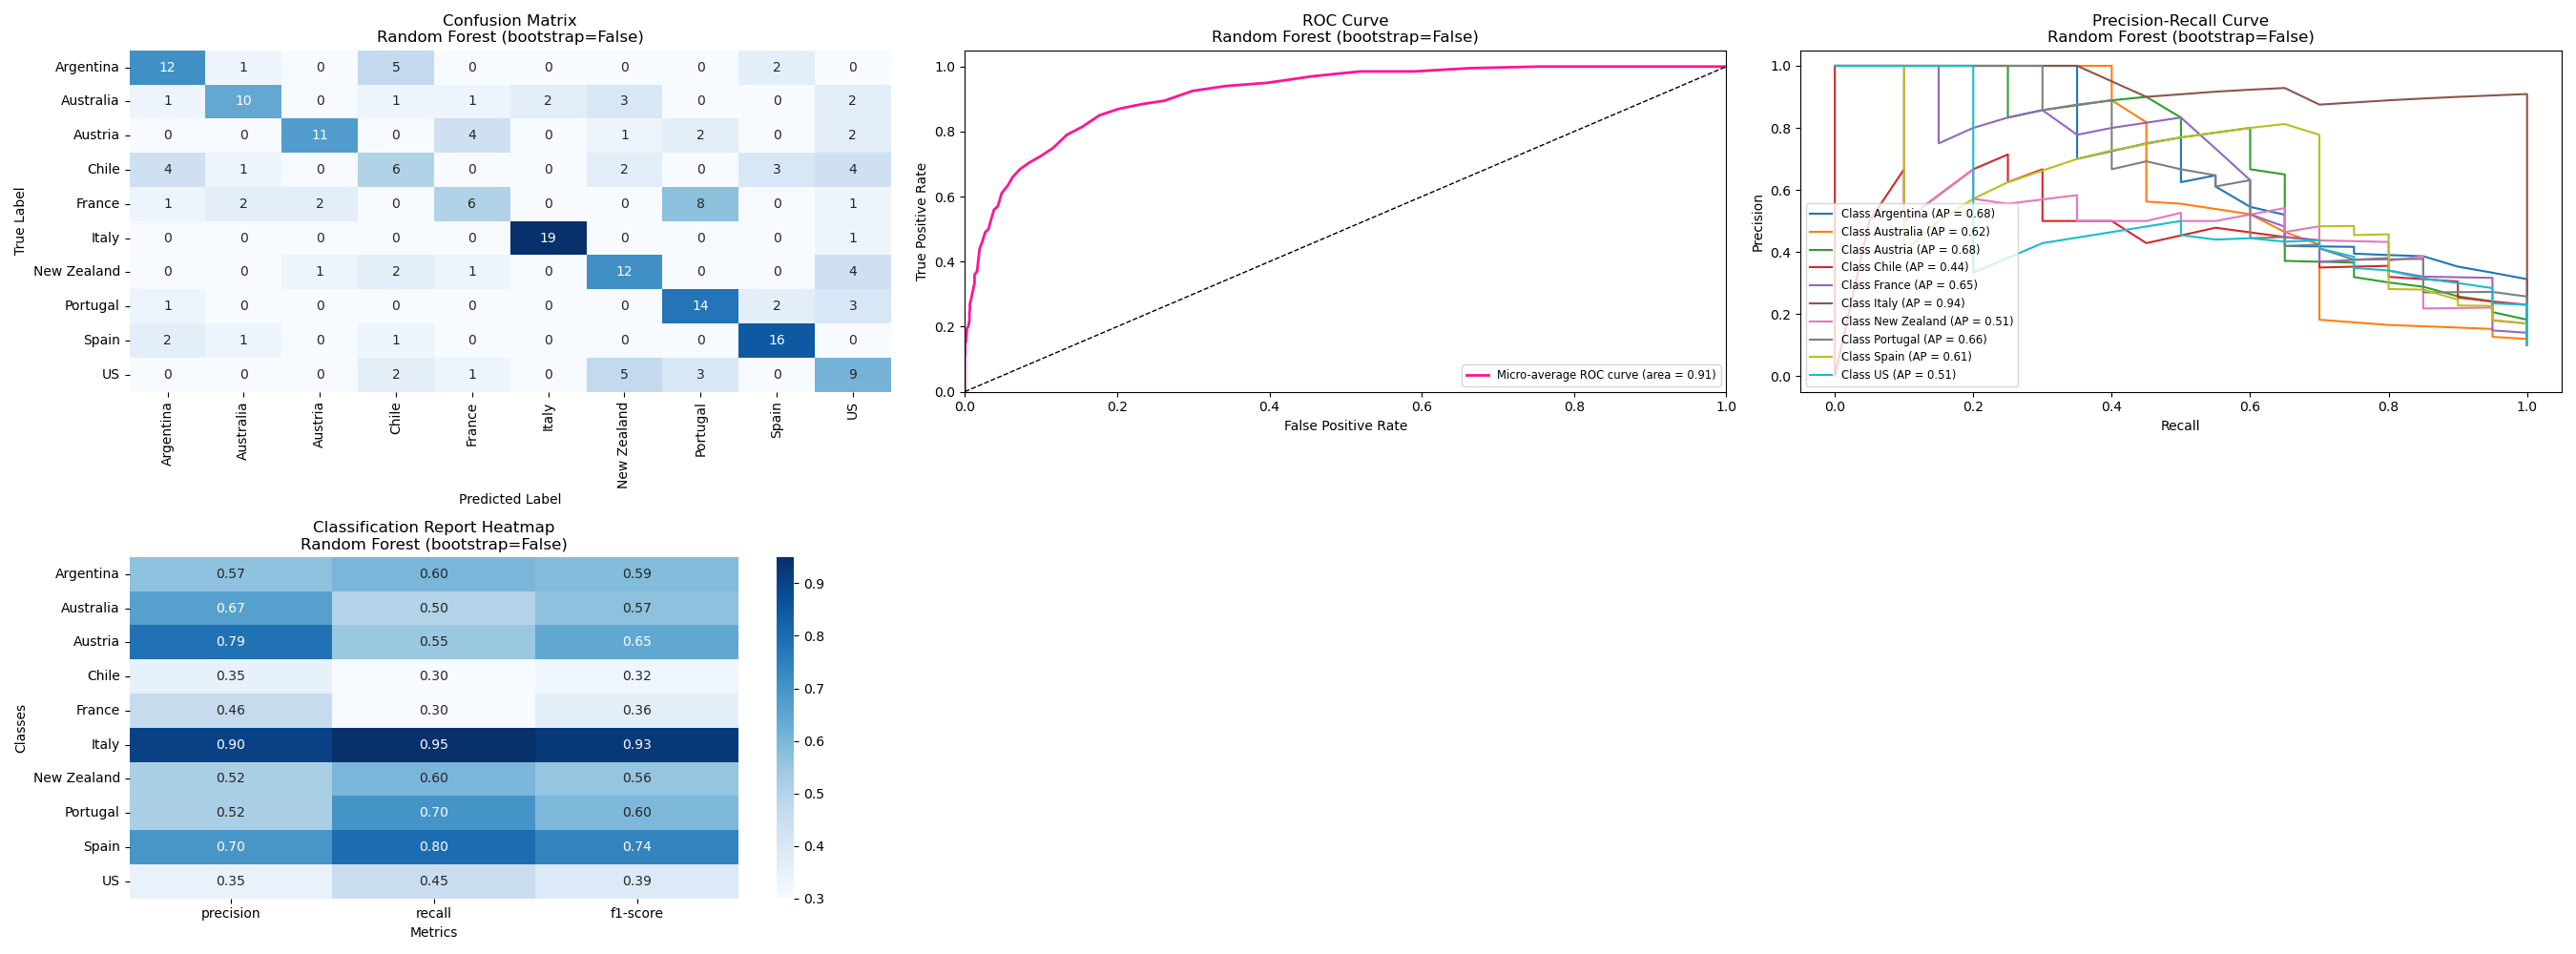 Confusion Matrix
Random Forest (bootstrap=False)
True Label
Argentina 12 1 0 5 0 0 0 0 2 0
Australia 1 10 0 1 1 2 3 0 0 2
Austria 0 0 11 0 4 0 1 2 0 2
Chile 4 1 0 6 0 0 2 0 3 4
France 1 2 2 0 6 0 0 8 0 1
Italy 0 0 0 0 0 19 0 0 0 1
New Zealand 0 0 1 2 1 0 12 0 0 4
Portugal 1 0 0 0 0 0 0 14 2 3
Spain 2 1 0 1 0 0 0 0 16 0
US 0 0 0 2 1 0 5 3 0 9
Argentina Australia Austria Chile France Italy New Zealand Portugal Spain US
Predicted Label
ROC Curve
Random Forest (bootstrap=False)
True Positive Rate
1.0
0.8
0.6
0.4
0.2
0.0
Micro-average ROC curve (area = 0.91)
0.0 0.2 0.4 0.6 0.8 1.0
False Positive Rate
Precision-Recall Curve
Random Forest (bootstrap=False)
Precision
1.0
0.8
0.6
0.4
0.2
0.0
Class Argentina (AP = 0.68)
Class Australia (AP = 0.62)
Class Austria (AP = 0.68)
Class Chile (AP = 0.44)
Class France (AP = 0.65)
Class Italy (AP = 0.94)
Class New Zealand (AP = 0.51)
Class Portugal (AP = 0.66)
Class Spain (AP = 0.61)
Class US (AP = 0.51)
0.0 0.2 0.4 0.6 0.8 1.0
Recall
Classification Report Heatmap
Random Forest (bootstrap=False)
Classes
Argentina 0.57 0.60 0.59
Australia 0.67 0.50 0.57
Austria 0.79 0.55 0.65
Chile 0.35 0.30 0.32
France 0.46 0.30 0.36
Italy 0.90 0.95 0.93
New Zealand 0.52 0.60 0.56
Portugal 0.52 0.70 0.60
Spain 0.70 0.80 0.74
US 0.35 0.45 0.39
precision recall f1-score
Metrics
0.9
0.8
0.7
0.6
0.5
0.4
0.3